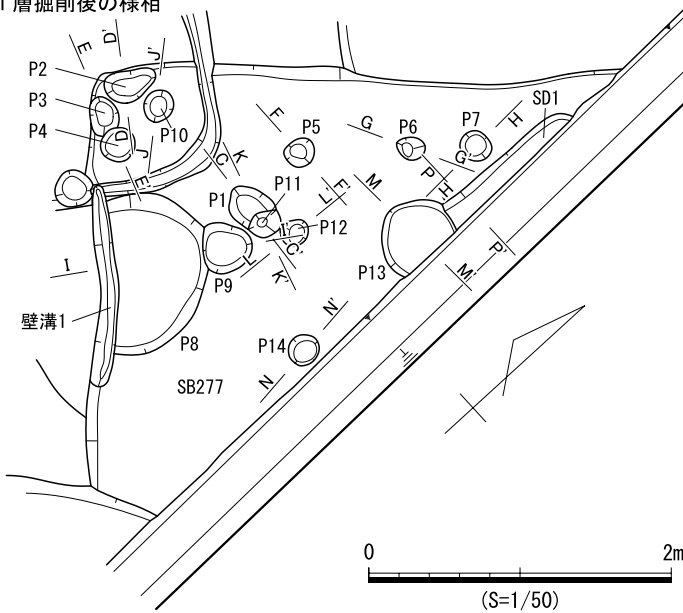 層掘削後の様相
E
D'
J'
P2
P3
P4
D
J
E'
P10
C
K
F
P5
G
P6
P7
H
SD1
G'
P
H'
P1
P11
L'
F'
M
I'
P12
C'
L
K'
I
P9
P13
P'
M'
壁溝1
P8
N'
P14
N
SB277
0
2m
(S=1/50)